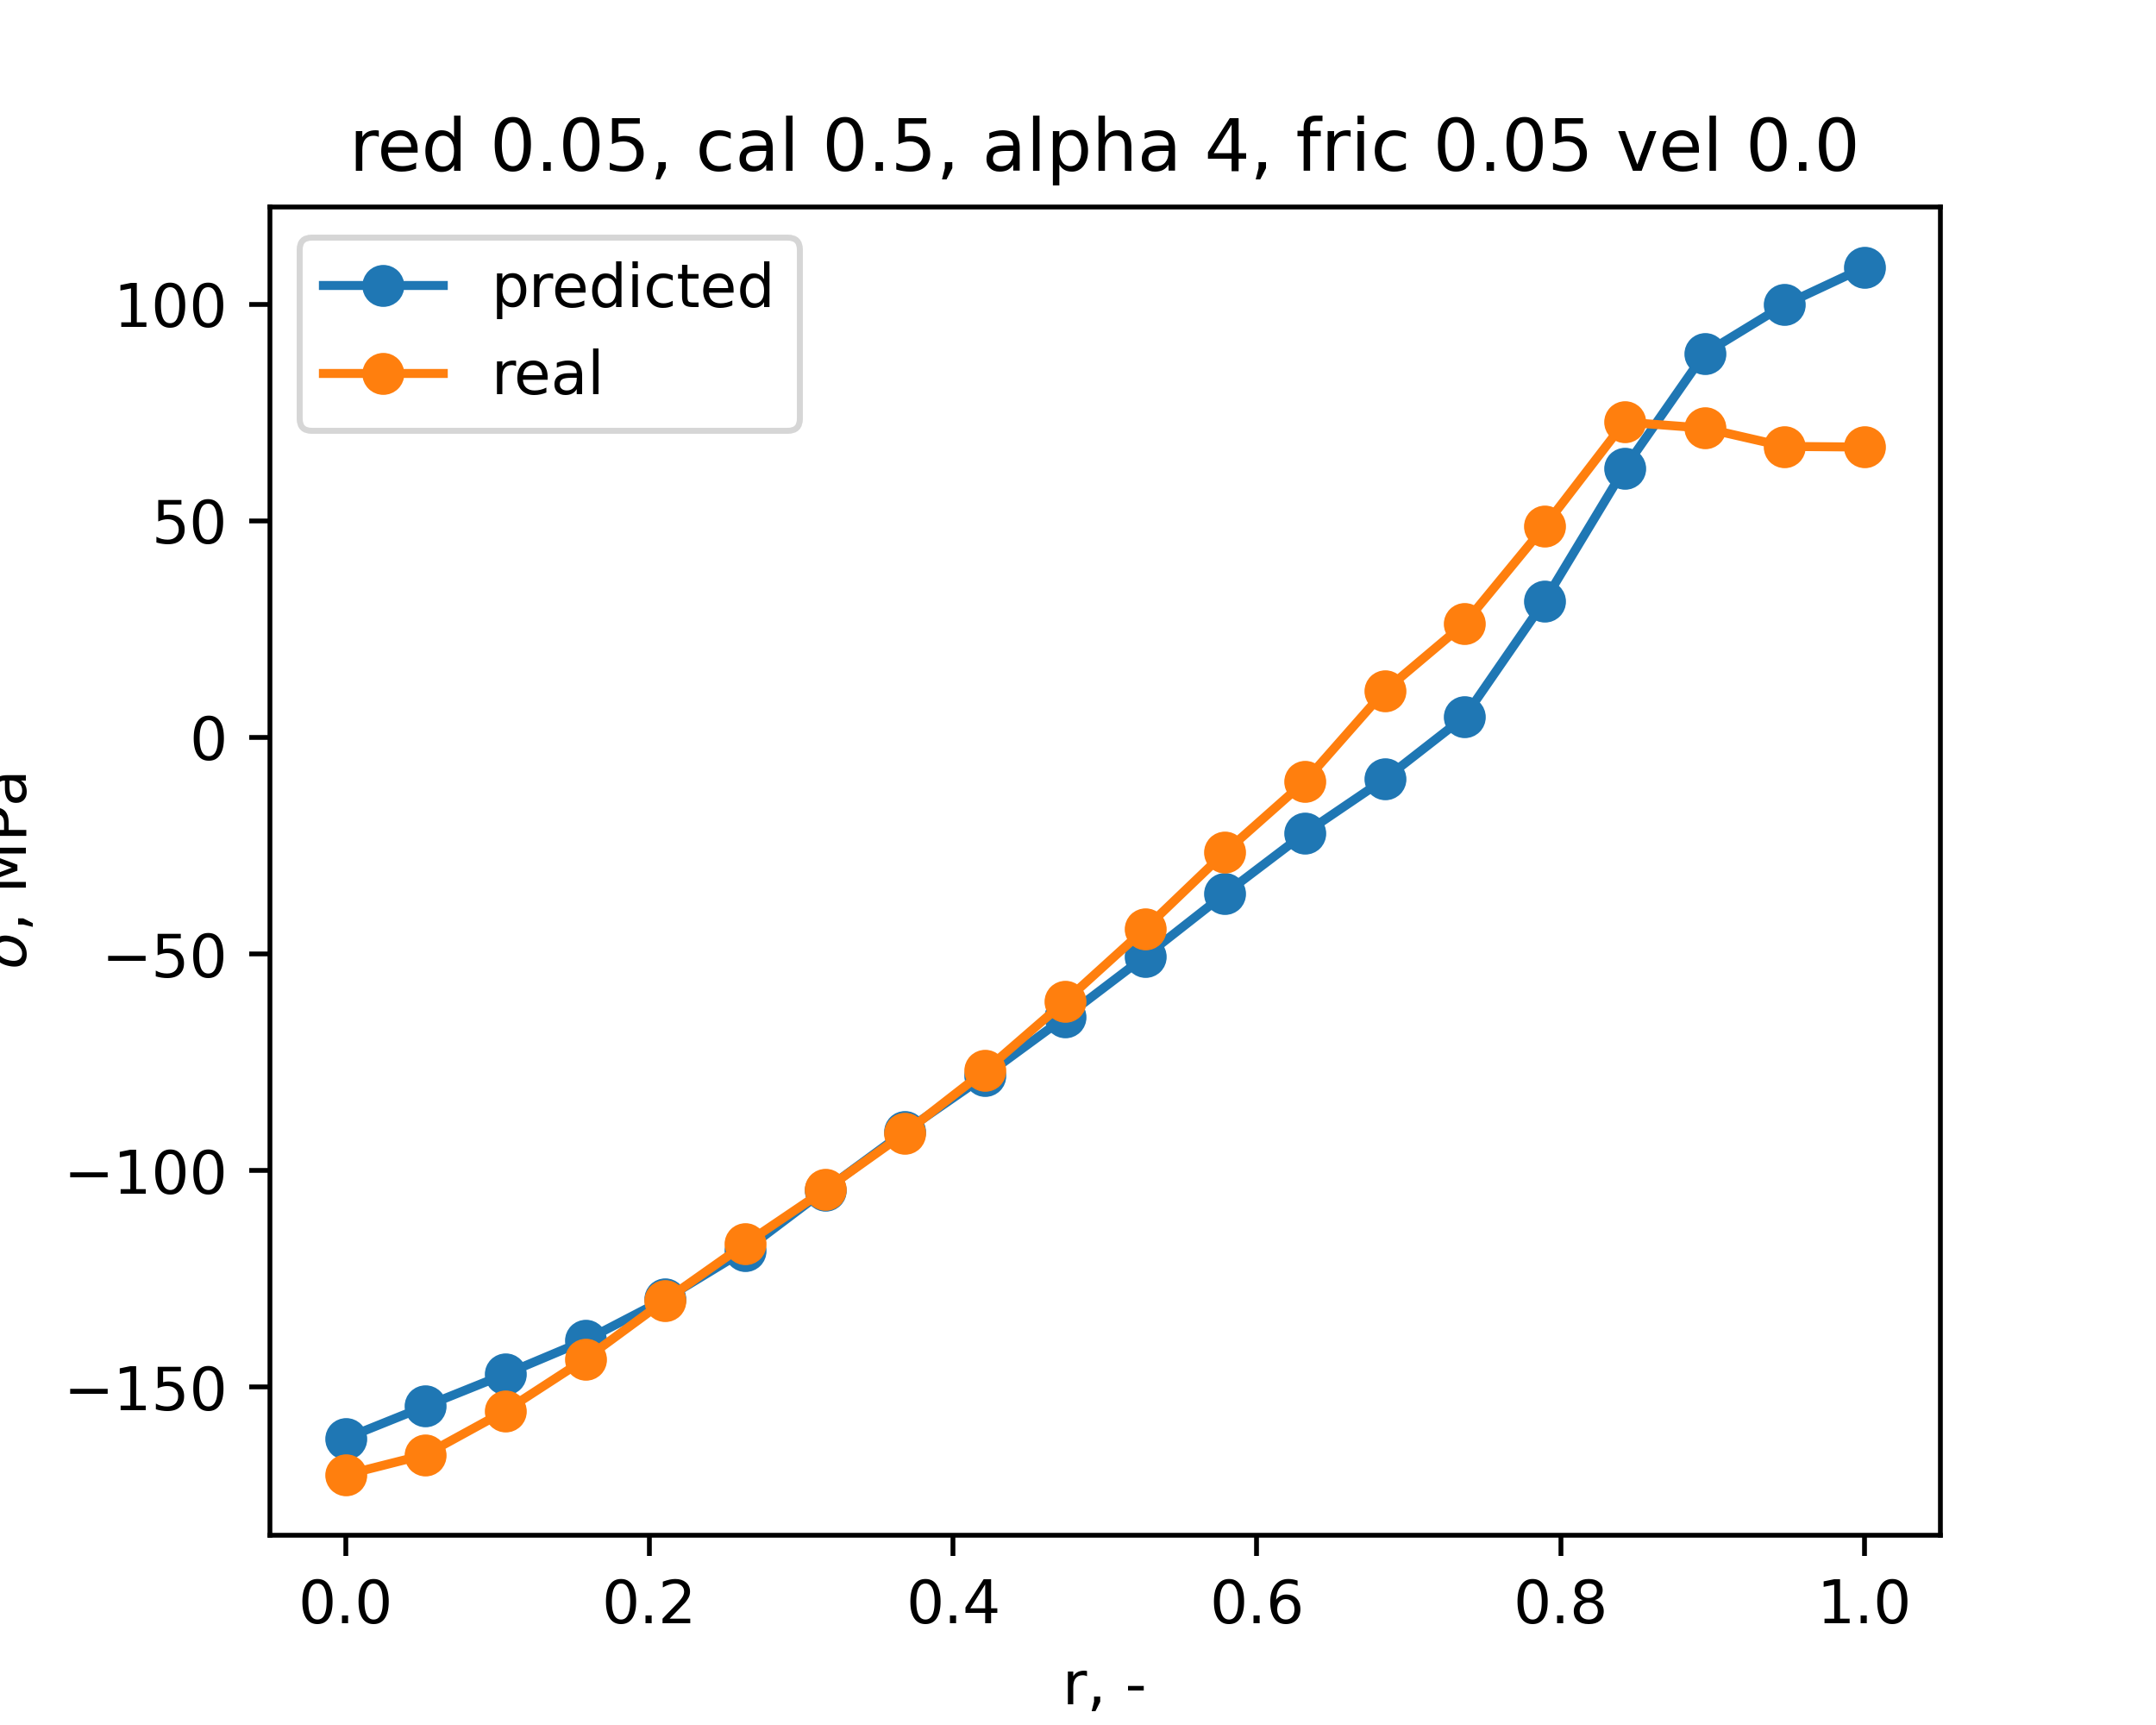 red 0.05, cal 0.5, alpha 4, fric 0.05 vel 0.0
predicted
real
100
50
0
−50
−100
−150
σ, MPa
0.0 0.2 0.4 0.6 0.8 1.0
r, -